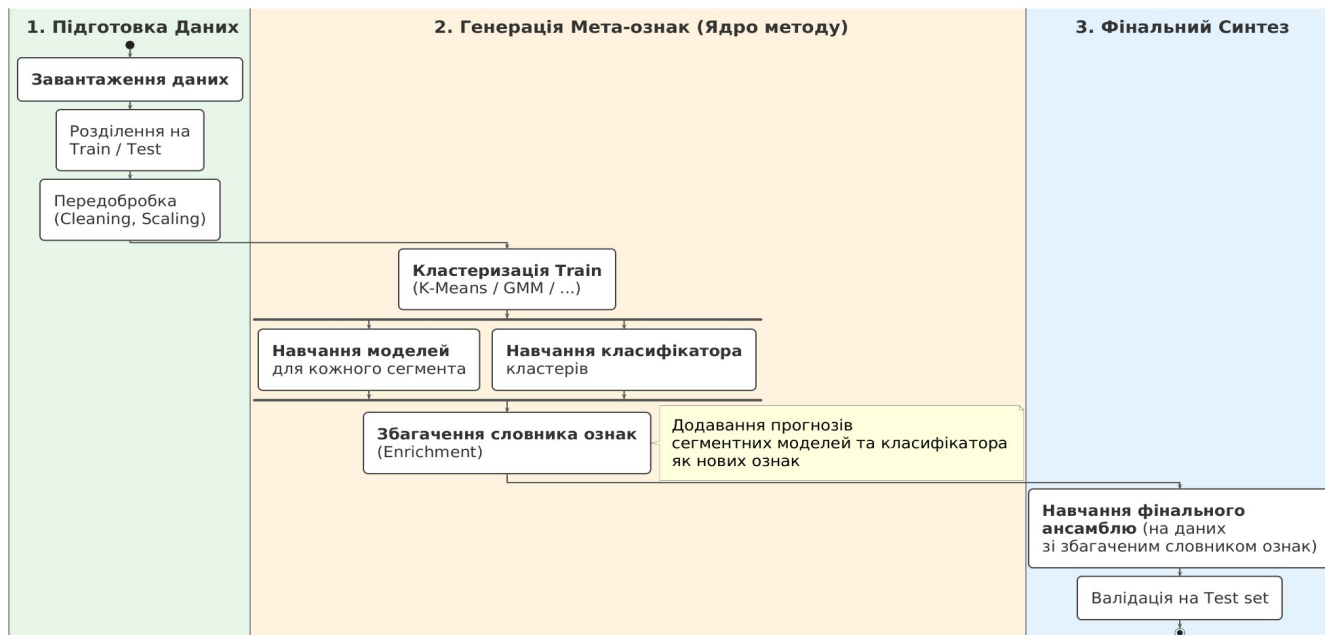 1. Підготовка Даних
2. Генерація Мета-ознак (Ядро методу)
3. Фінальний Синтез
Завантаження даних
Розділення на
Train / Test
Передобробка
(Cleaning, Scaling)
Кластеризація Train
(K-Means / GMM / ...)
Навчання моделей
для кожного сегмента
Навчання класифікатора
кластерів
Збагачення словника ознак
(Enrichment)
Додавання прогнозів
сегментних моделей та класифікатора
як нових ознак
Навчання фінального
ансамблю (на даних
зі збагаченим словником ознак)
Валідація на Test set